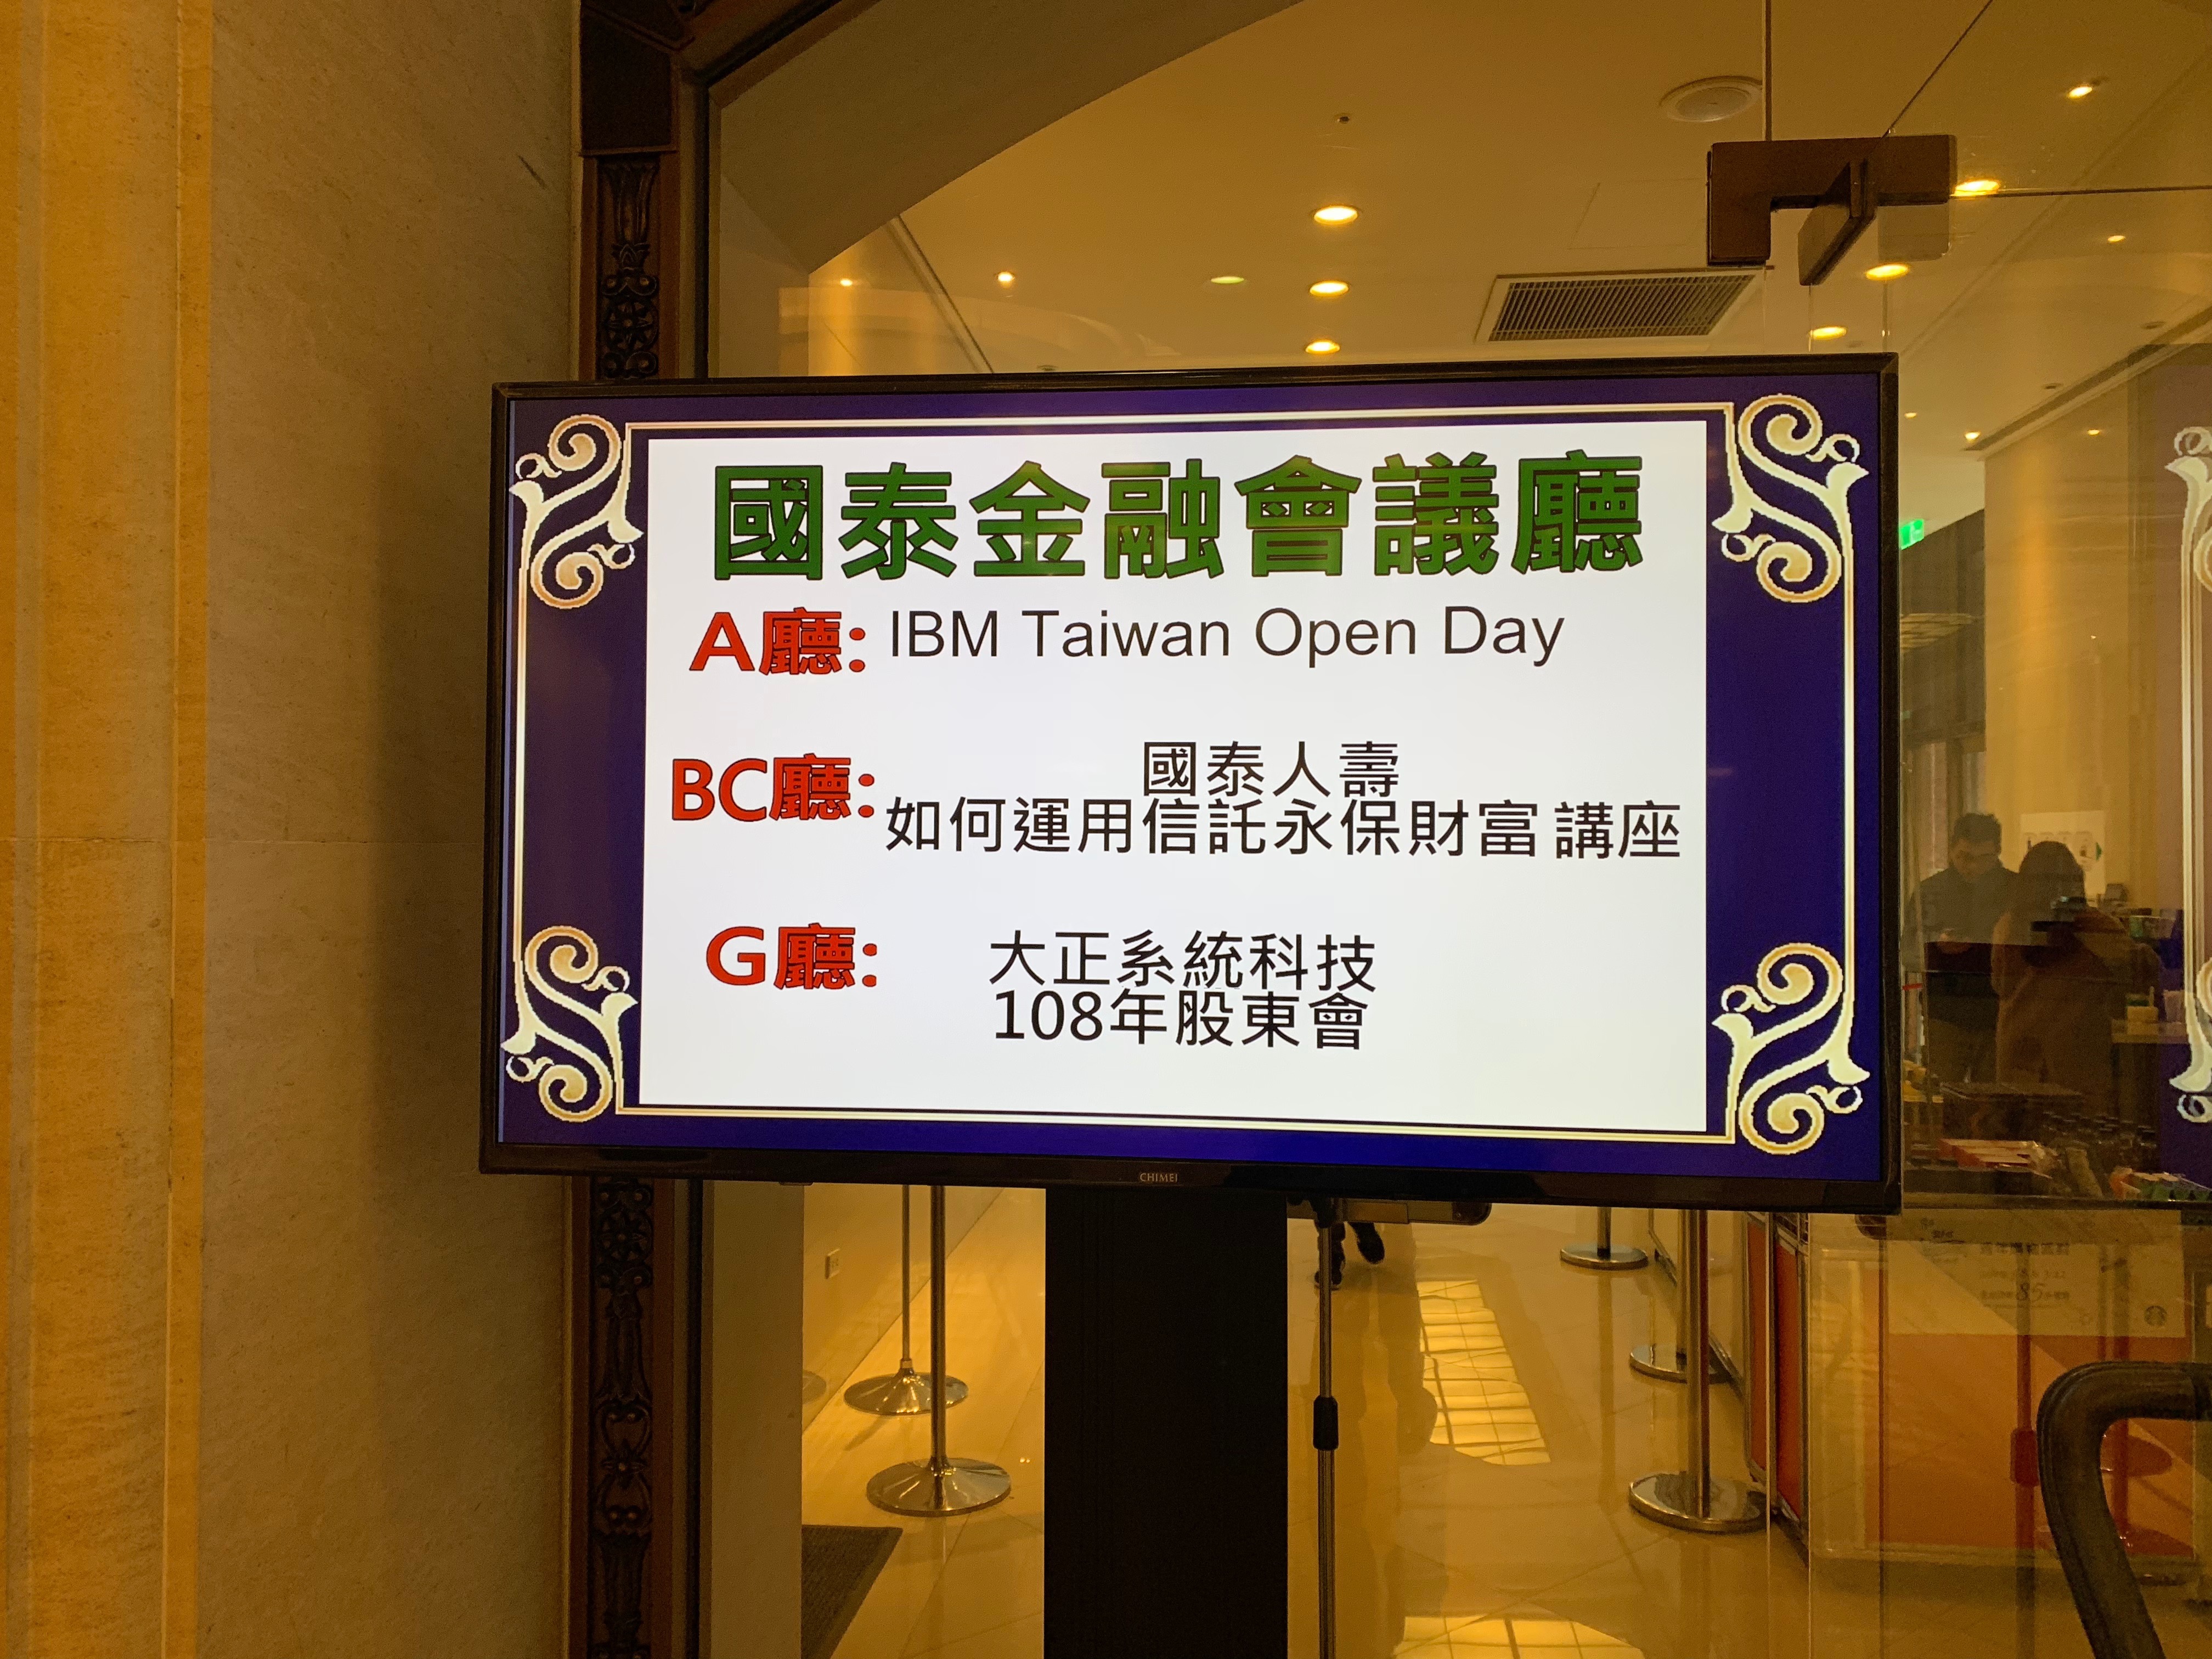 國泰金融會議廳
A廳: IBM Taiwan Open Day
BC廳: 國泰人壽
如何運用信託永保財富 講座
G廳: 大正系統科技
108年股東會
CHIMEI